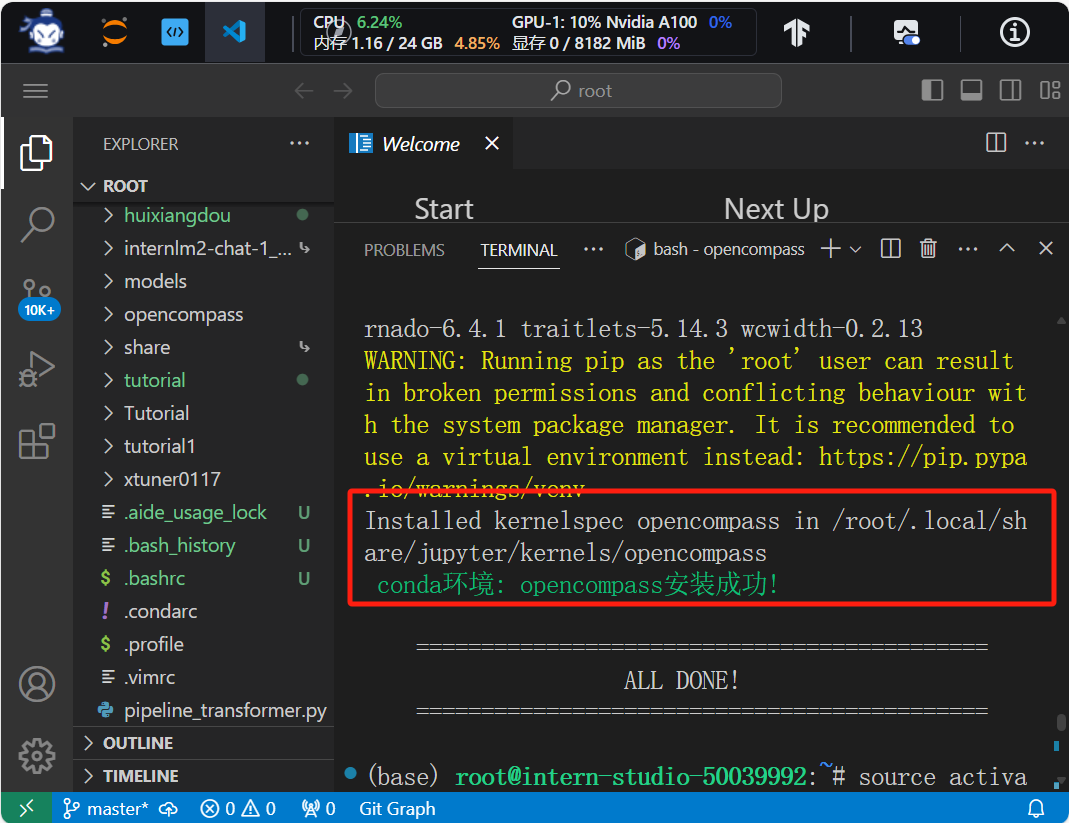 CPU 6.24% GPU-1: 10% Nvidia A100 0%
内存 1.16 / 24 GB 4.85% 显存 0 / 8182 MiB 0%
root
EXPLORER
Welcome
ROOT
huixiangdou
internlm2-chat-1_...
models
opencompass
share
tutorial
Tutorial
tutorial1
xtuner0117
.aide_usage_lock U
.bash_history U
$ .bashrc U
! .condarc
$ .profile
.vimrc
pipeline_transformer.py
OUTLINE
TIMELINE
10K+
Start Next Up
PROBLEMS TERMINAL ··· bash - opencompass
rnado-6.4.1 traitlets-5.14.3 wcwidth-0.2.13
WARNING: Running pip as the 'root' user can result
in broken permissions and conflicting behaviour wit
h the system package manager. It is recommended to
use a virtual environment instead: https://pip.pypa
.io/warnings/venv
Installed kernelspec opencompass in /root/.local/sh
are/jupyter/kernels/opencompass
conda环境: opencompass安装成功!
============================================
ALL DONE!
============================================
(base) root@intern-studio-50039992:~# source activa
master* 0 0 0 Git Graph